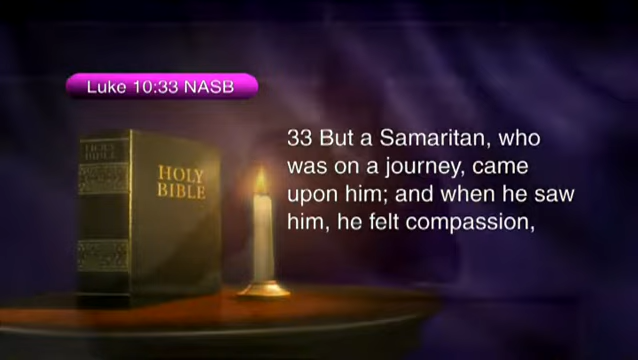 Luke 10:33 NASB
33 But a Samaritan, who
was on a journey, came
upon him; and when he saw
him, he felt compassion,
HOLY
BIBLE
HOLY
BIBLE